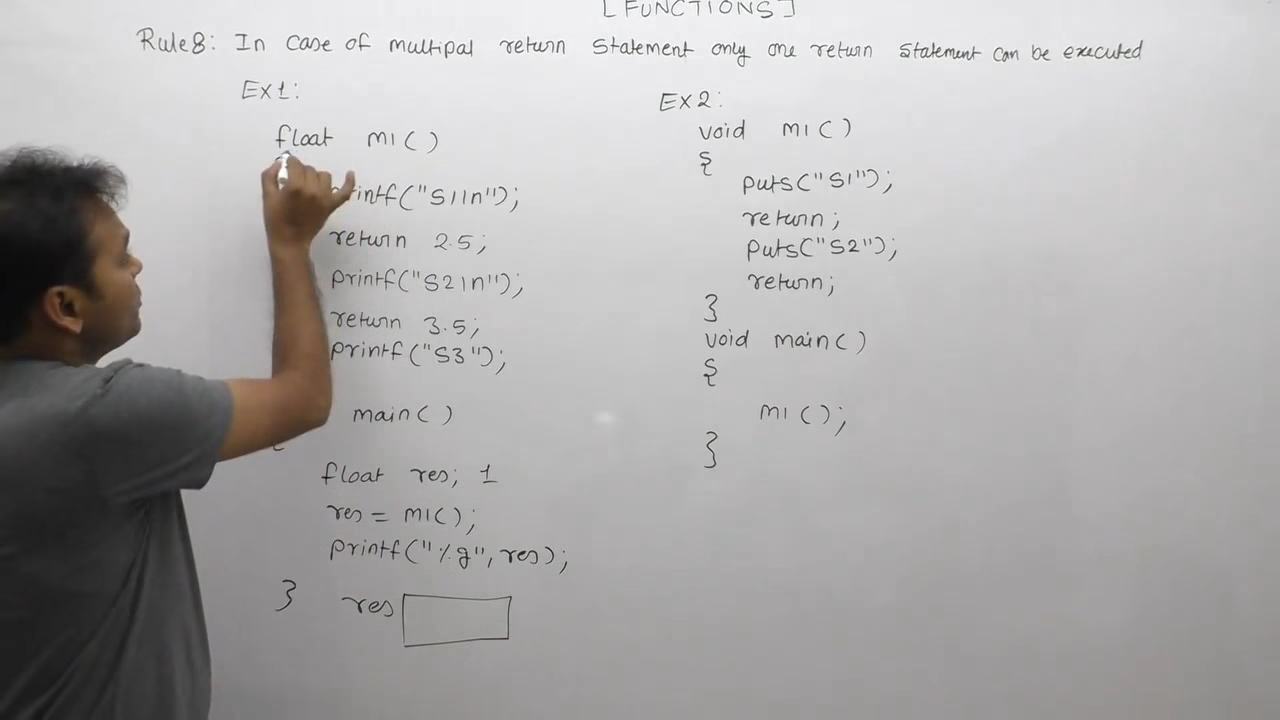 [FUNCTIONS]
Rule8: In case of multipal return Statement only one return Statement can be executed
Ex1:
float m1()
printf("S1\n");
return 2.5;
printf("S2\n");
return 3.5;
printf("S3");
main()
{
float res; 1
res = m1();
printf("%g", res);
}
res
Ex2:
void m1()
{
puts("S1");
return;
puts("S2");
return;
}
void main()
{
m1();
}